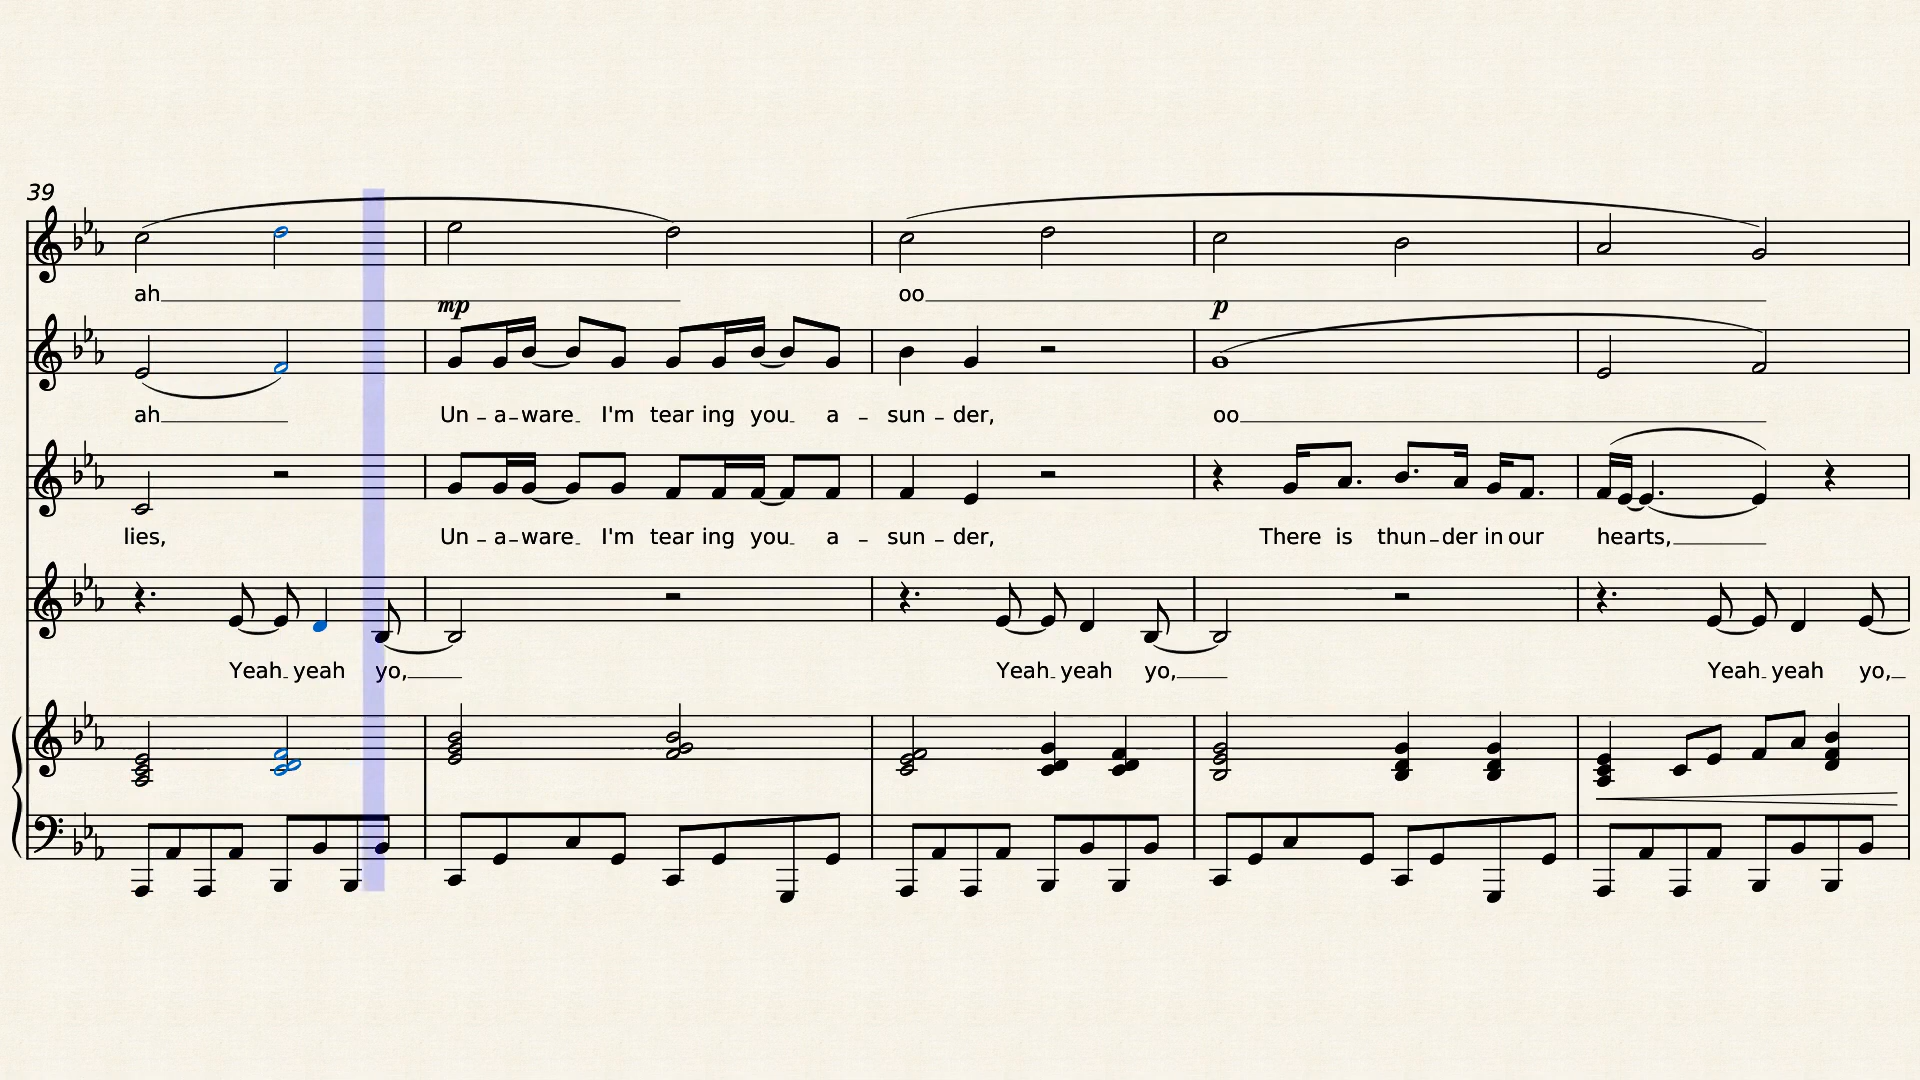 39
ah
mp
p
oo
ah Un - a - ware I'm tear ing you a - sun - der, oo
lies, Un - a - ware I'm tear ing you a - sun - der, There is thun - der in our hearts,
Yeah yeah yo, Yeah yeah yo, Yeah yeah yo,